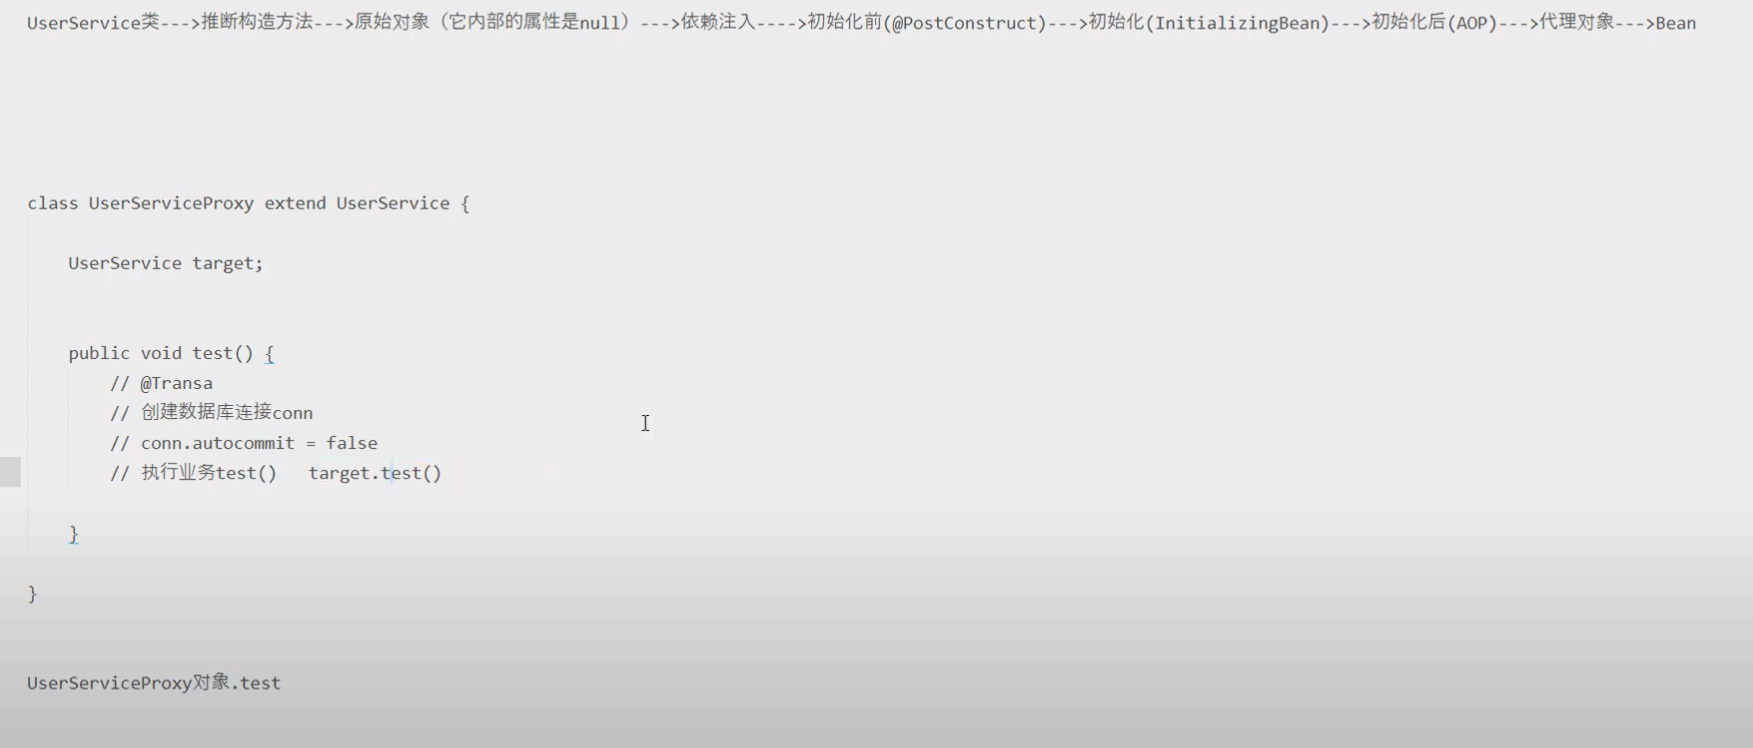 UserService类--->推断构造方法--->原始对象（它内部的属性是null）--->依赖注入---->初始化前(@PostConstruct)--->初始化(InitializingBean)--->初始化后(AOP)--->代理对象--->Bean
class UserServiceProxy extend UserService {
UserService target;
public void test() {
// @Transa
// 创建数据库连接conn
// conn.autocommit = false
// 执行业务test()   target.test()
}
}
UserServiceProxy对象.test